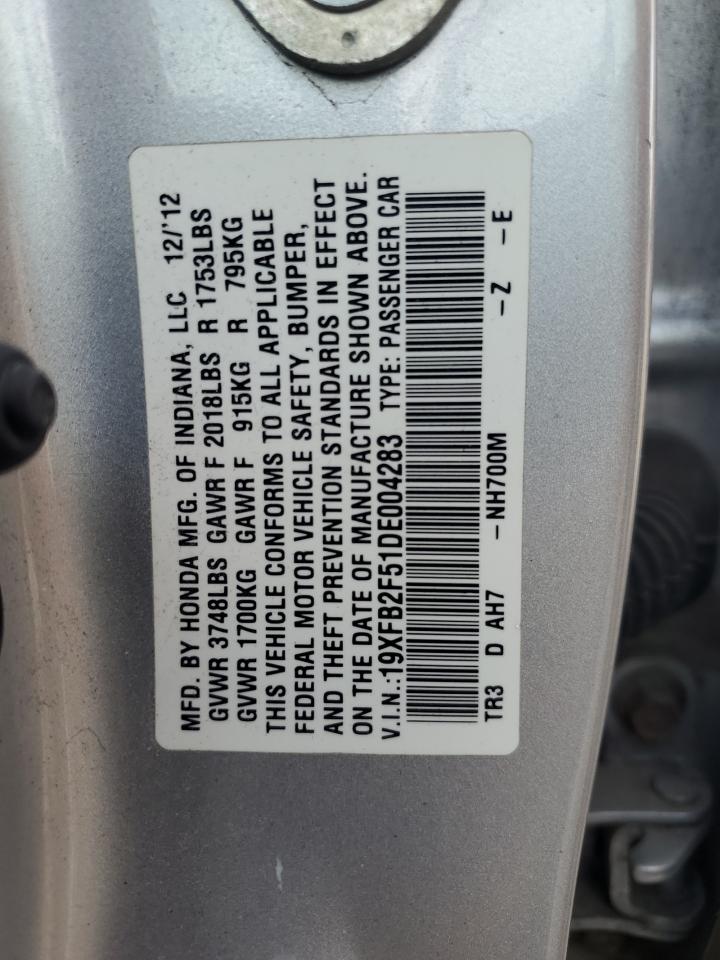 MFD. BY HONDA MFG. OF INDIANA, LLC 12/'12
GVWR 3748LBS GAWR F 2018LBS R 1753LBS
GVWR 1700KG GAWR F 915KG R 795KG
THIS VEHICLE CONFORMS TO ALL APPLICABLE
FEDERAL MOTOR VEHICLE SAFETY, BUMPER,
AND THEFT PREVENTION STANDARDS IN EFFECT
ON THE DATE OF MANUFACTURE SHOWN ABOVE.
V.I.N.:19XFB2F51DE004283 TYPE: PASSENGER CAR
TR3 D AH7 -NH700M -Z -E